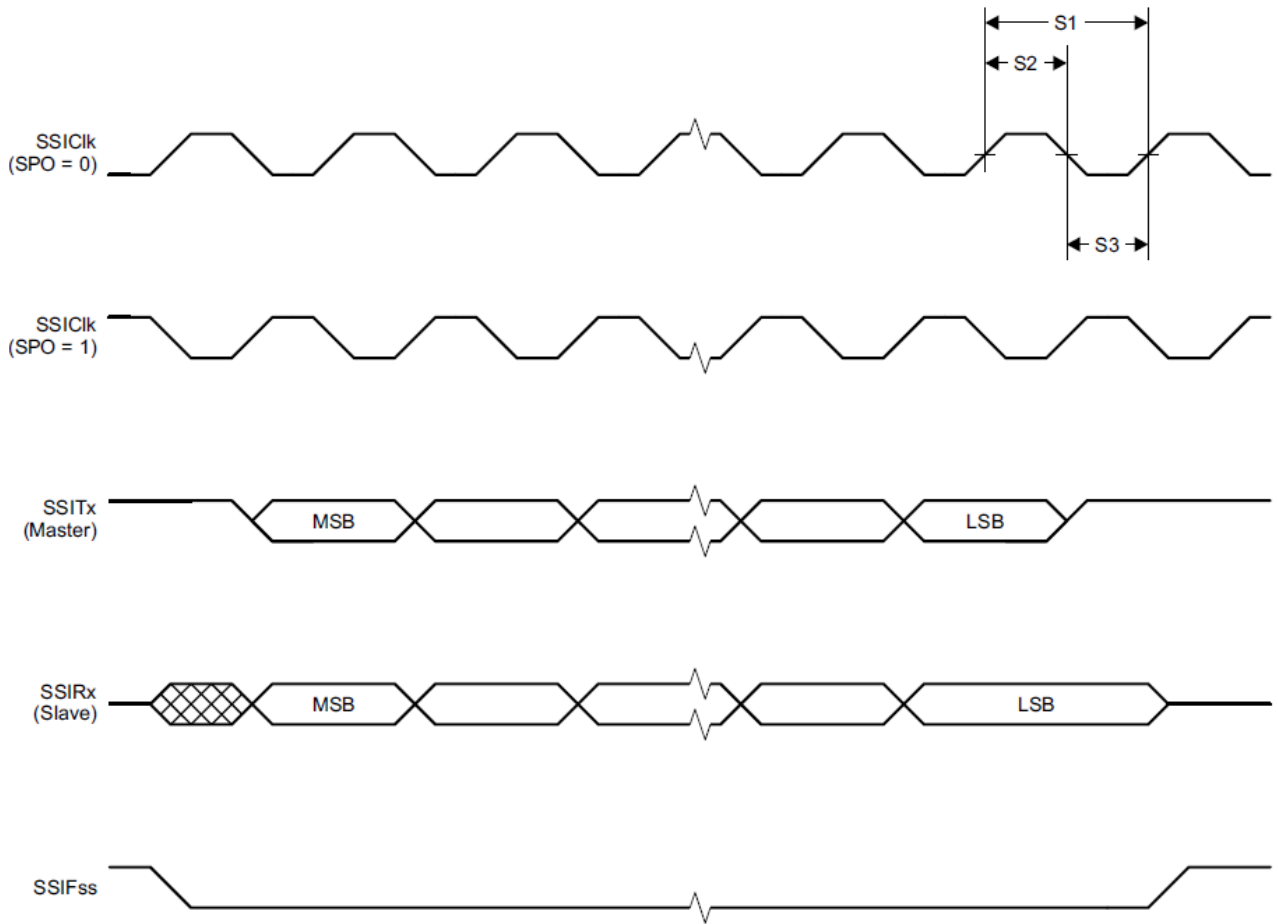 S1
S2
SSIClk
(SPO = 0)
S3
SSIClk
(SPO = 1)
SSITx
(Master)
MSB
LSB
SSIRx
(Slave)
MSB
LSB
SSIFss